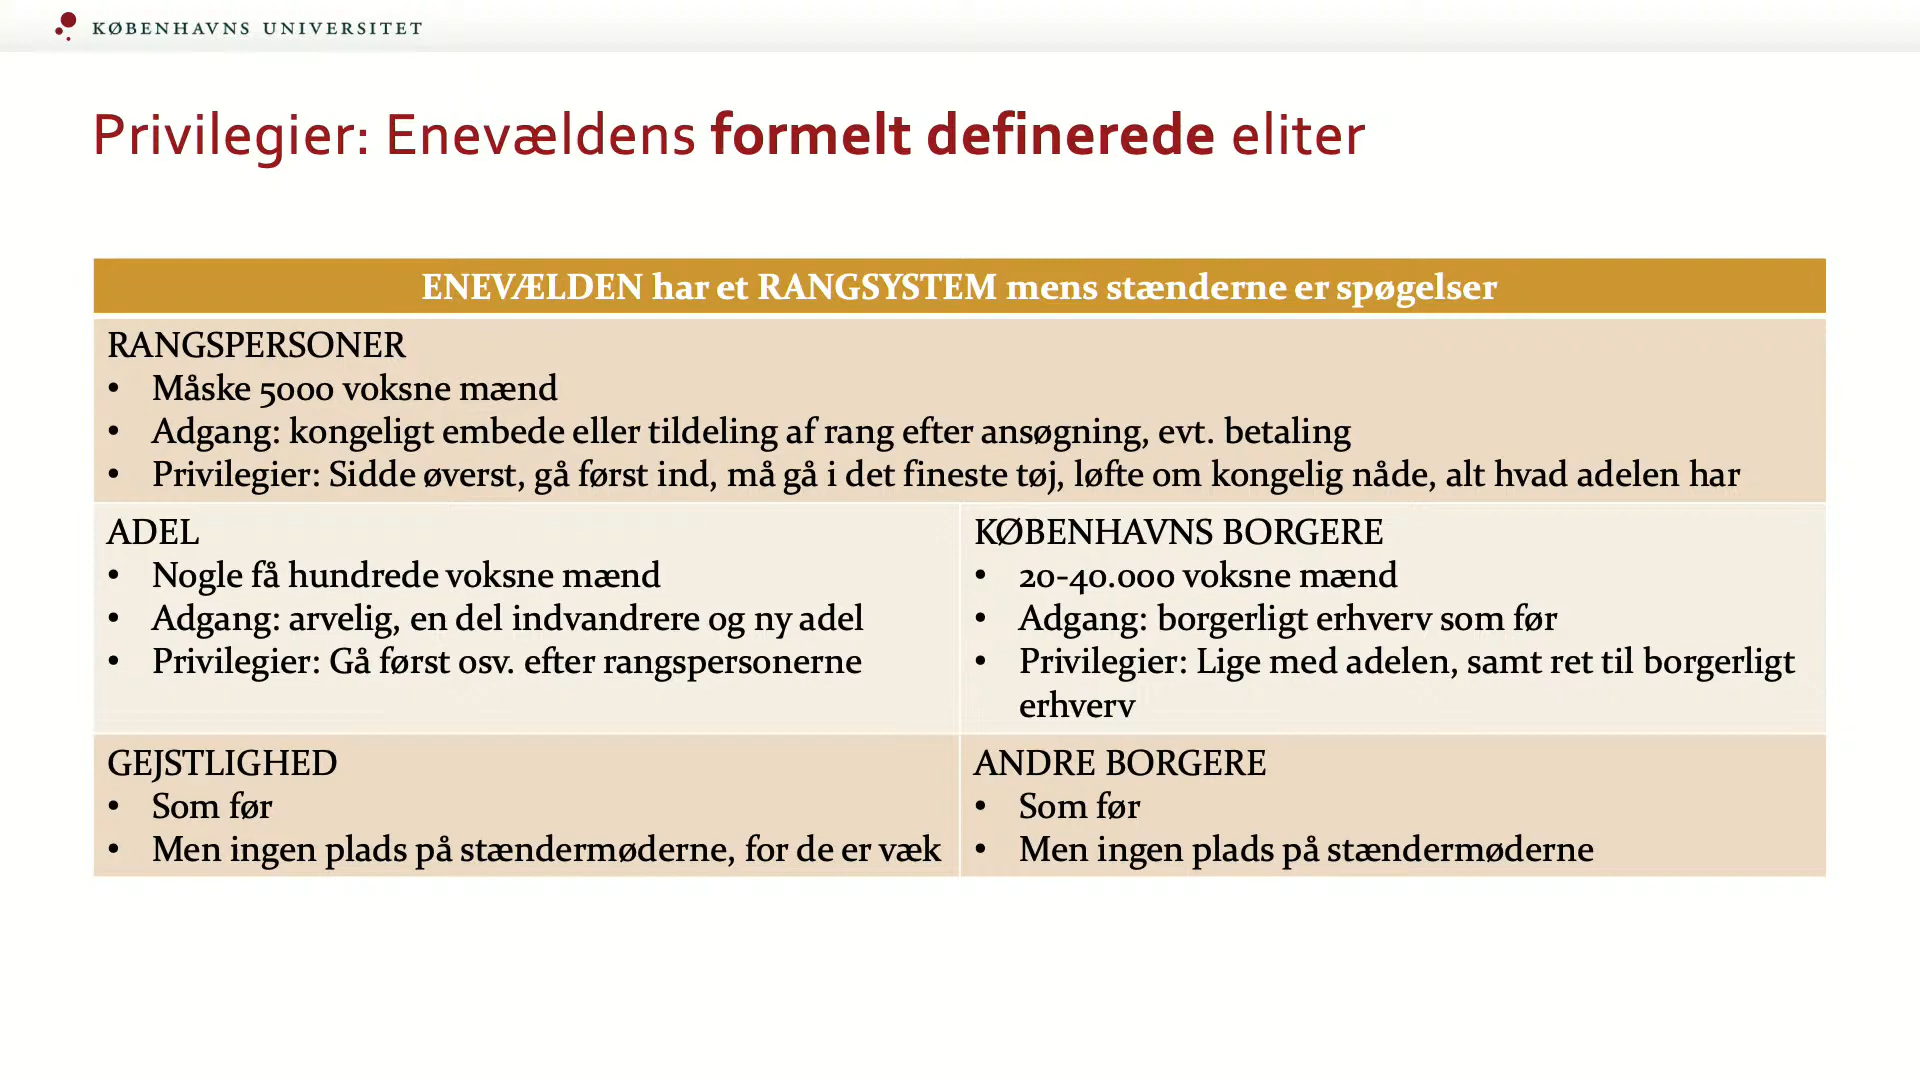 KØBENHAVNS UNIVERSITET
Privilegier: Enevældens formelt definerede eliter
ENEVÆLDEN har et RANGSYSTEM mens stænderne er spøgelser
RANGSPERSONER
• Måske 5000 voksne mænd
• Adgang: kongeligt embede eller tildeling af rang efter ansøgning, evt. betaling
• Privilegier: Sidde øverst, gå først ind, må gå i det fineste tøj, løfte om kongelig nåde, alt hvad adelen har
ADEL
• Nogle få hundrede voksne mænd
• Adgang: arvelig, en del indvandrere og ny adel
• Privilegier: Gå først osv. efter rangspersonerne
KØBENHAVNS BORGERE
• 20-40.000 voksne mænd
• Adgang: borgerligt erhverv som før
• Privilegier: Lige med adelen, samt ret til borgerligt
erhverv
GEJSTLIGHED
• Som før
• Men ingen plads på stændermøderne, for de er væk
ANDRE BORGERE
• Som før
• Men ingen plads på stændermøderne